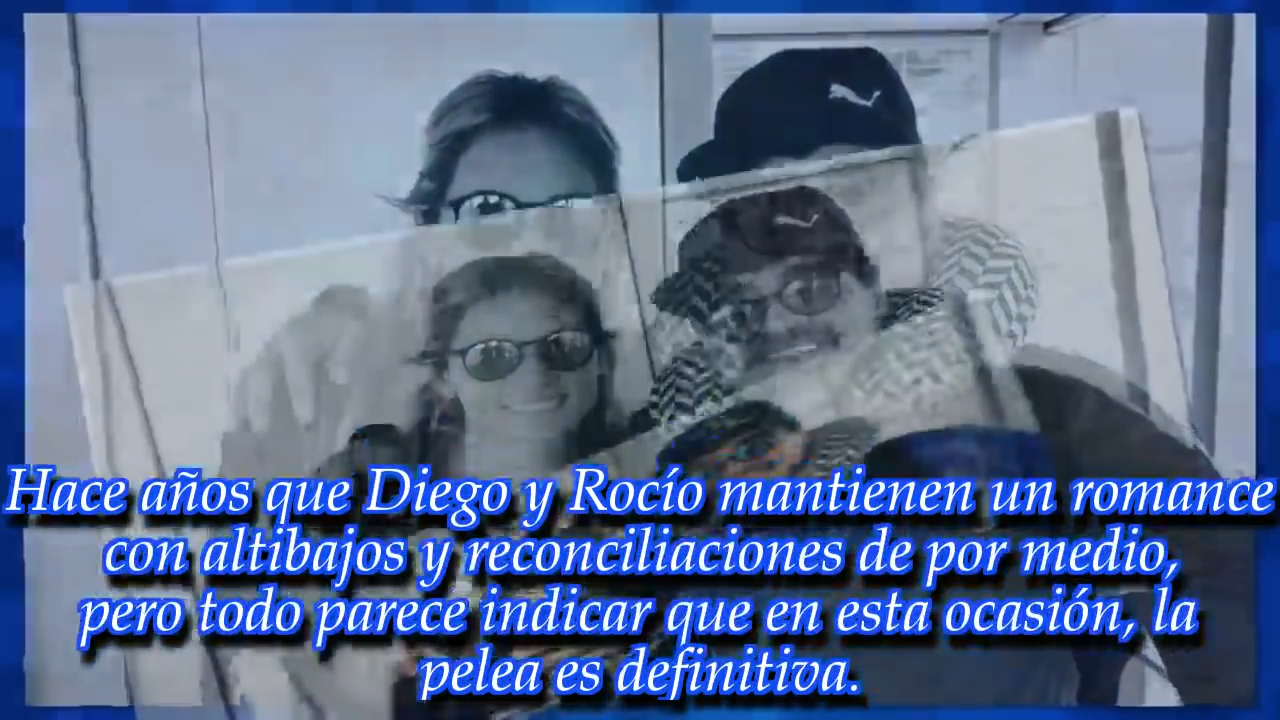 Hace años que Diego y Rocío mantienen un romance
con altibajos y reconciliaciones de por medio,
pero todo parece indicar que en esta ocasión, la
pelea es definitiva.